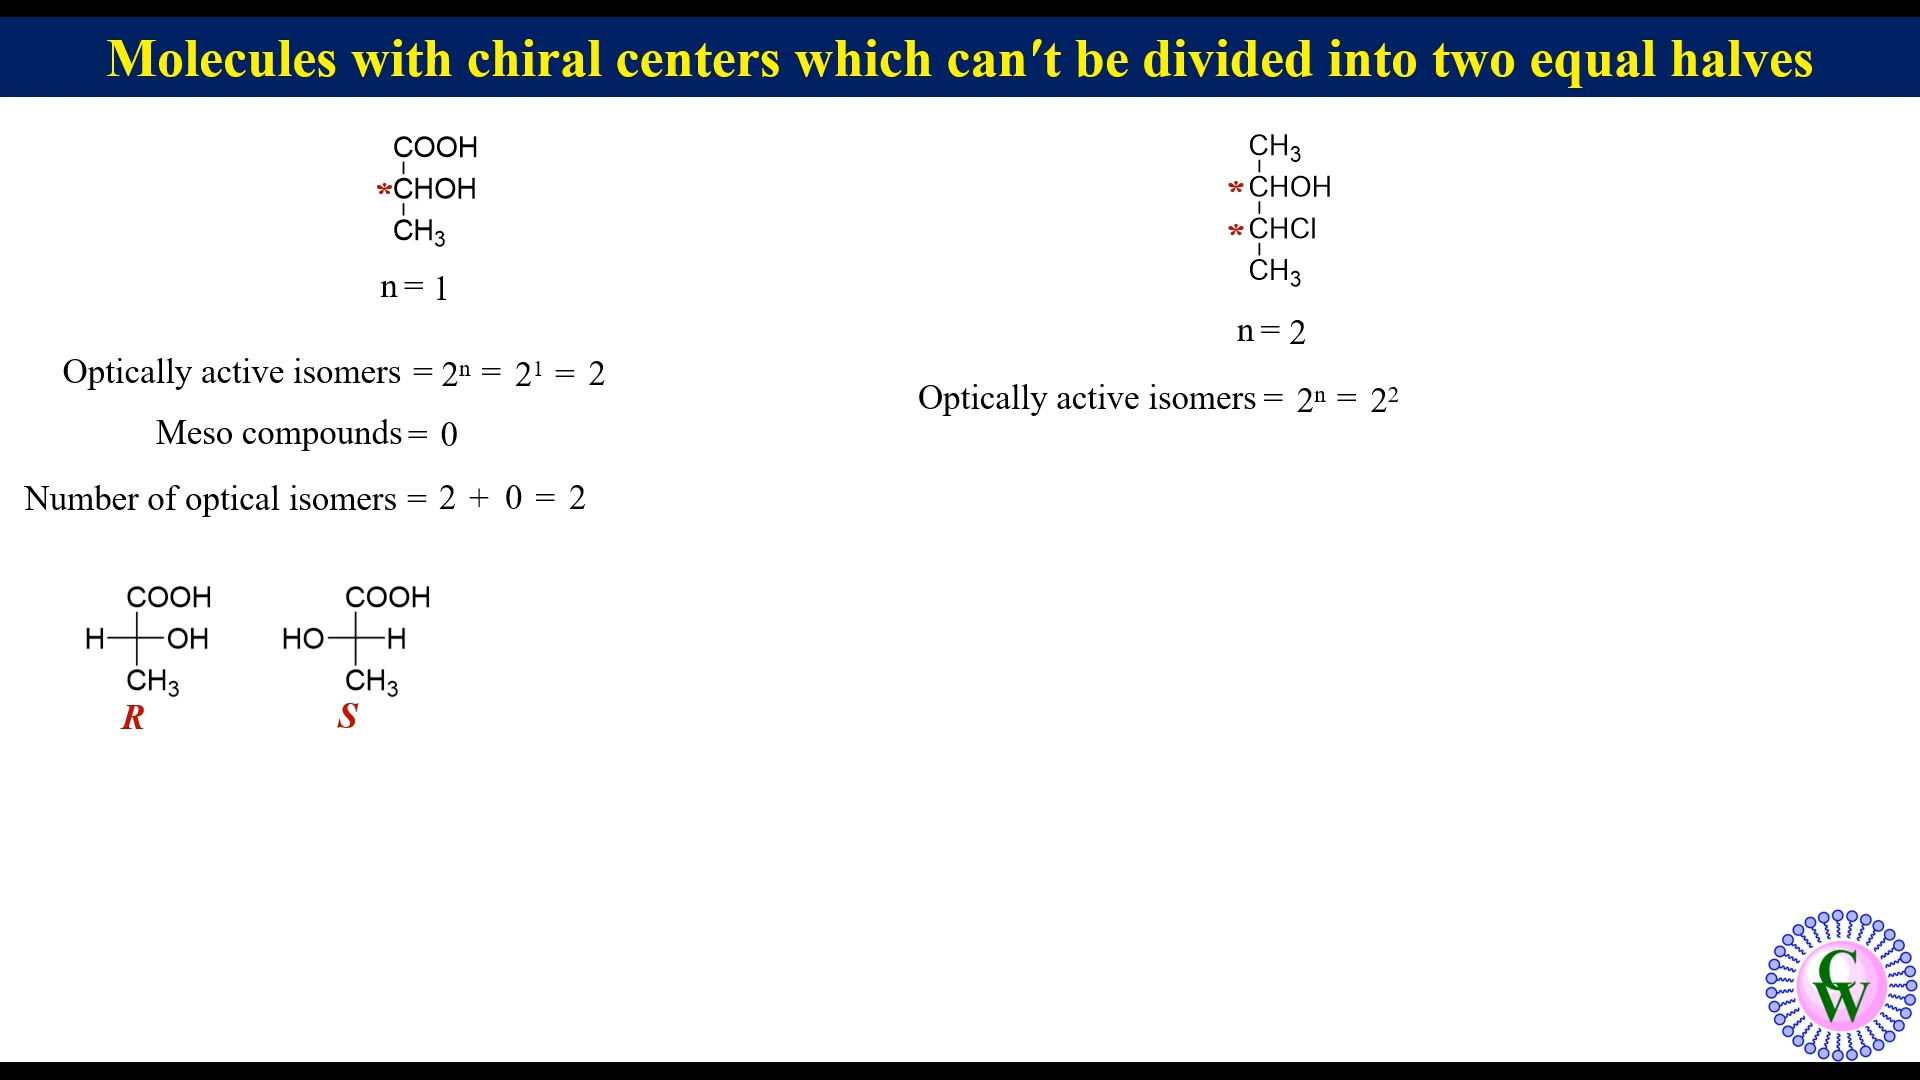 Molecules with chiral centers which can't be divided into two equal halves
COOH
*CHOH
CH₃
n = 1
Optically active isomers = 2ⁿ = 2¹ = 2
Meso compounds = 0
Number of optical isomers = 2 + 0 = 2
COOH
H OH
CH₃
R
COOH
HO H
CH₃
S
CH₃
*CHOH
*CHCl
CH₃
n = 2
Optically active isomers = 2ⁿ = 2²
CW